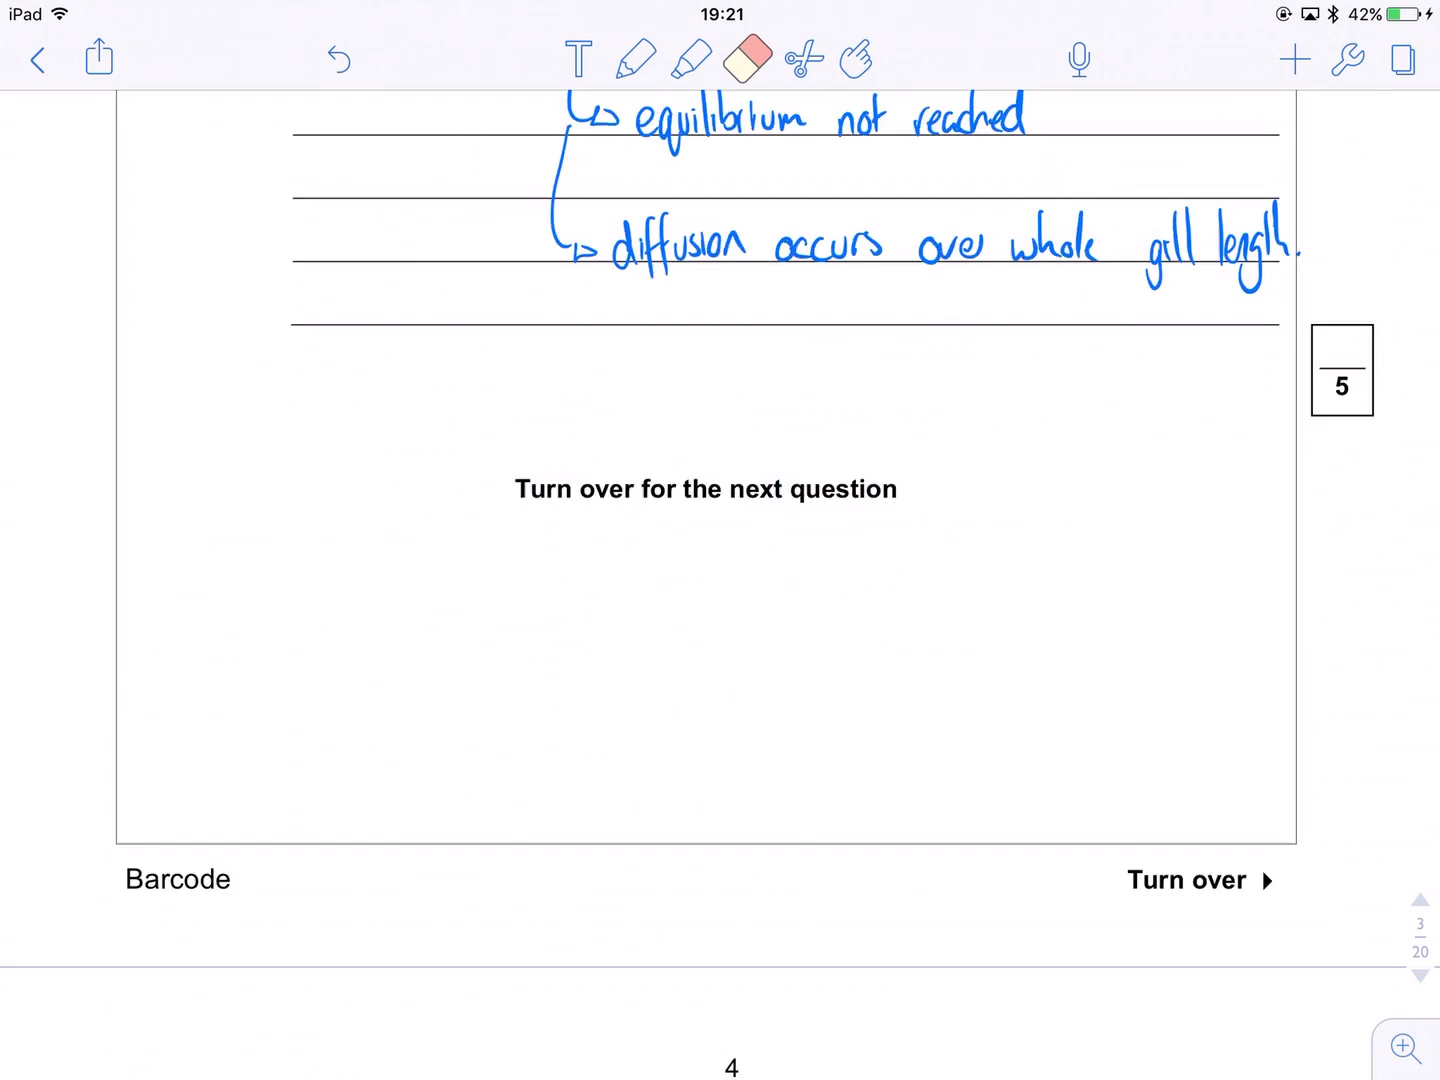 iPad 19:21 42%
T
equilibrium not reached
diffusion occurs over whole gill length.
5
Turn over for the next question
Barcode Turn over
3
20
4